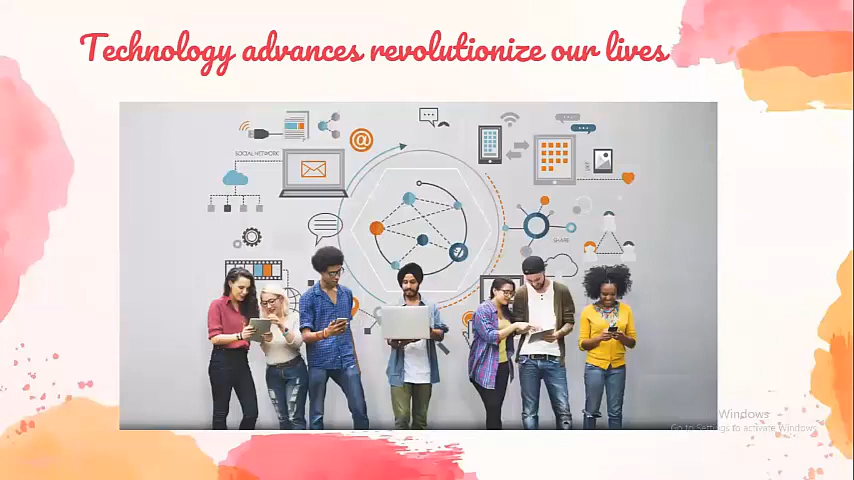 Technology advances revolutionize our lives
SOCIAL NETWORK
@
SHARE
Windows
Go to Settings to activate Windows.